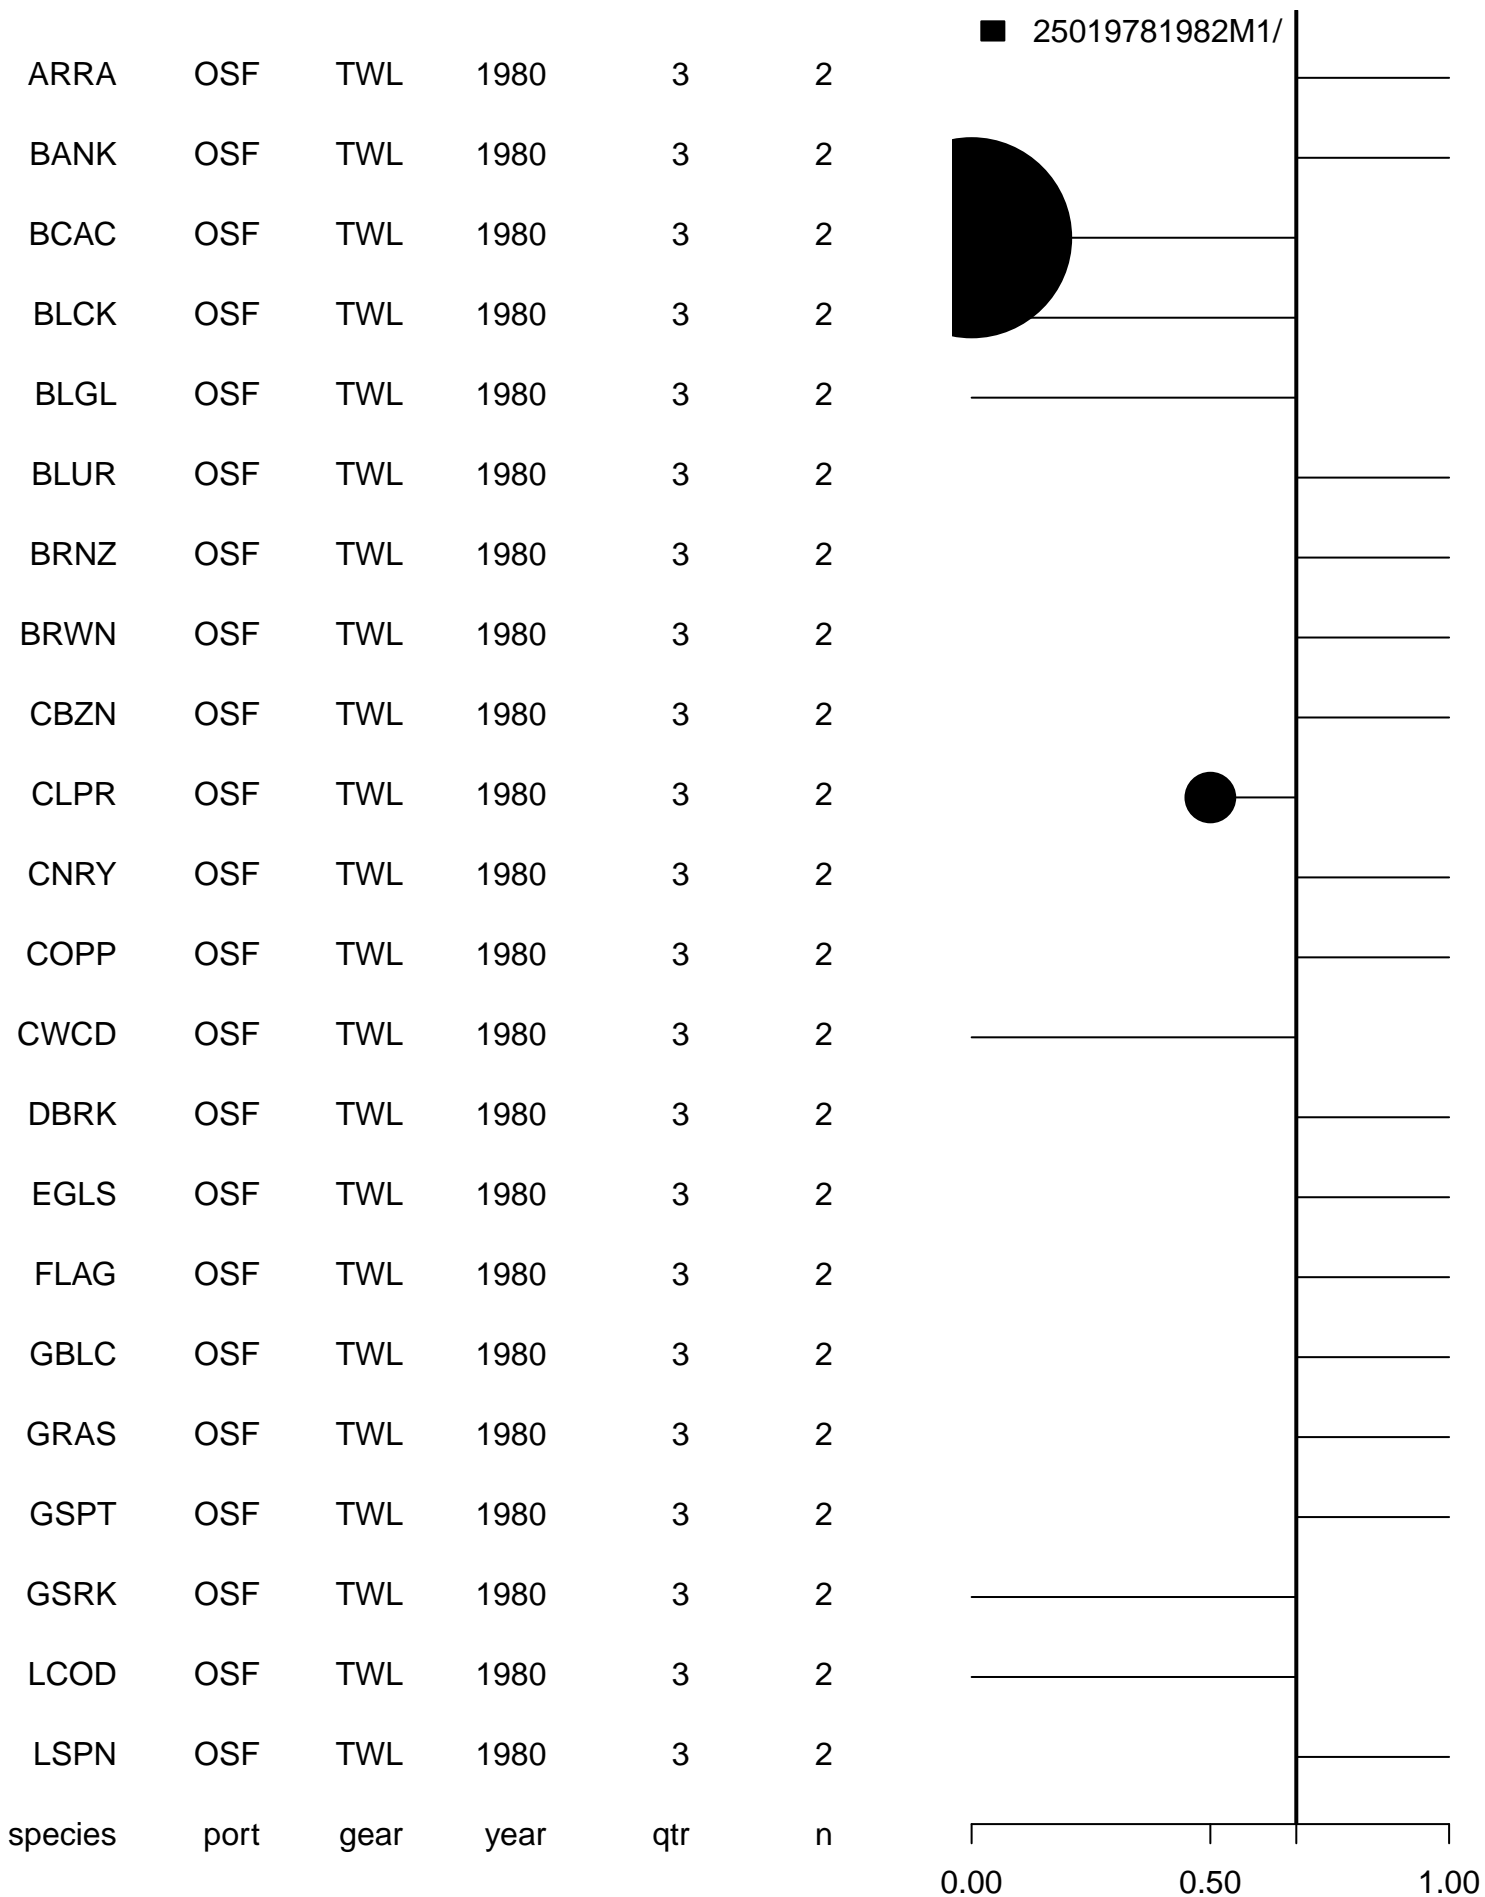 25019781982M1/
ARRA OSF TWL 1980 3 2
BANK OSF TWL 1980 3 2
BCAC OSF TWL 1980 3 2
BLCK OSF TWL 1980 3 2
BLGL OSF TWL 1980 3 2
BLUR OSF TWL 1980 3 2
BRNZ OSF TWL 1980 3 2
BRWN OSF TWL 1980 3 2
CBZN OSF TWL 1980 3 2
CLPR OSF TWL 1980 3 2
CNRY OSF TWL 1980 3 2
COPP OSF TWL 1980 3 2
CWCD OSF TWL 1980 3 2
DBRK OSF TWL 1980 3 2
EGLS OSF TWL 1980 3 2
FLAG OSF TWL 1980 3 2
GBLC OSF TWL 1980 3 2
GRAS OSF TWL 1980 3 2
GSPT OSF TWL 1980 3 2
GSRK OSF TWL 1980 3 2
LCOD OSF TWL 1980 3 2
LSPN OSF TWL 1980 3 2
species port gear year qtr n
0.00 0.50 1.00